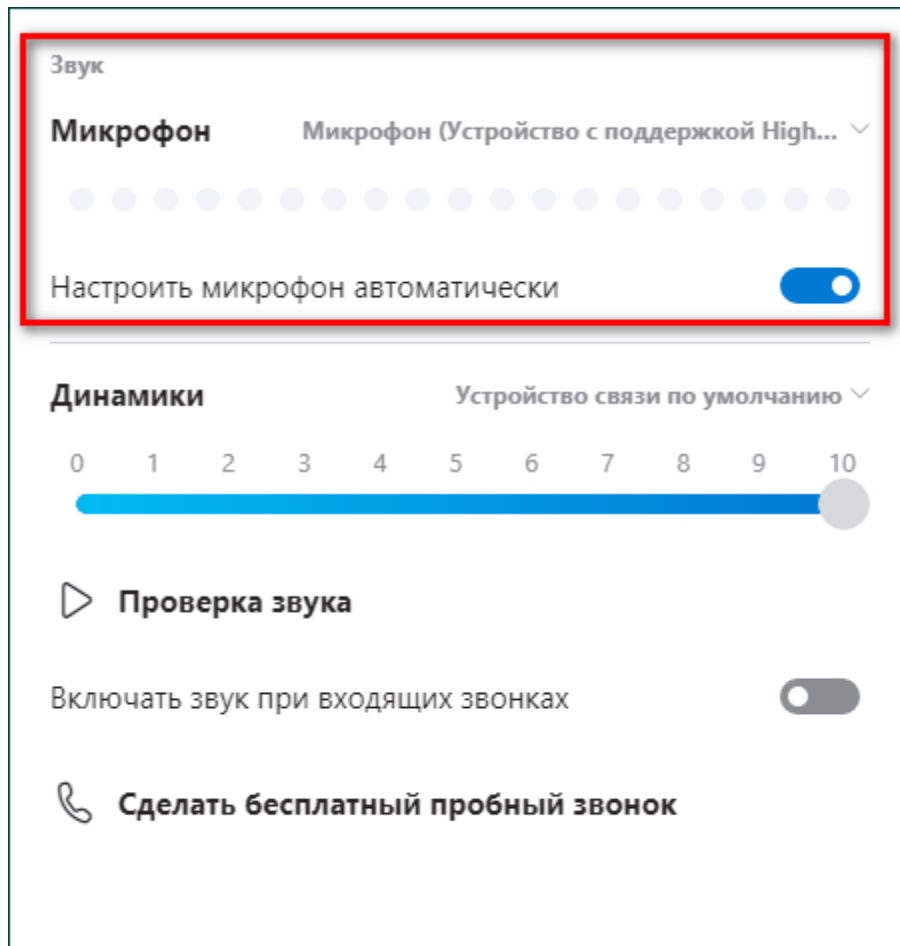 Звук
Микрофон Микрофон (Устройство с поддержкой High...
Настроить микрофон автоматически
Динамики Устройство связи по умолчанию
0 1 2 3 4 5 6 7 8 9 10
Проверка звука
Включать звук при входящих звонках
Сделать бесплатный пробный звонок